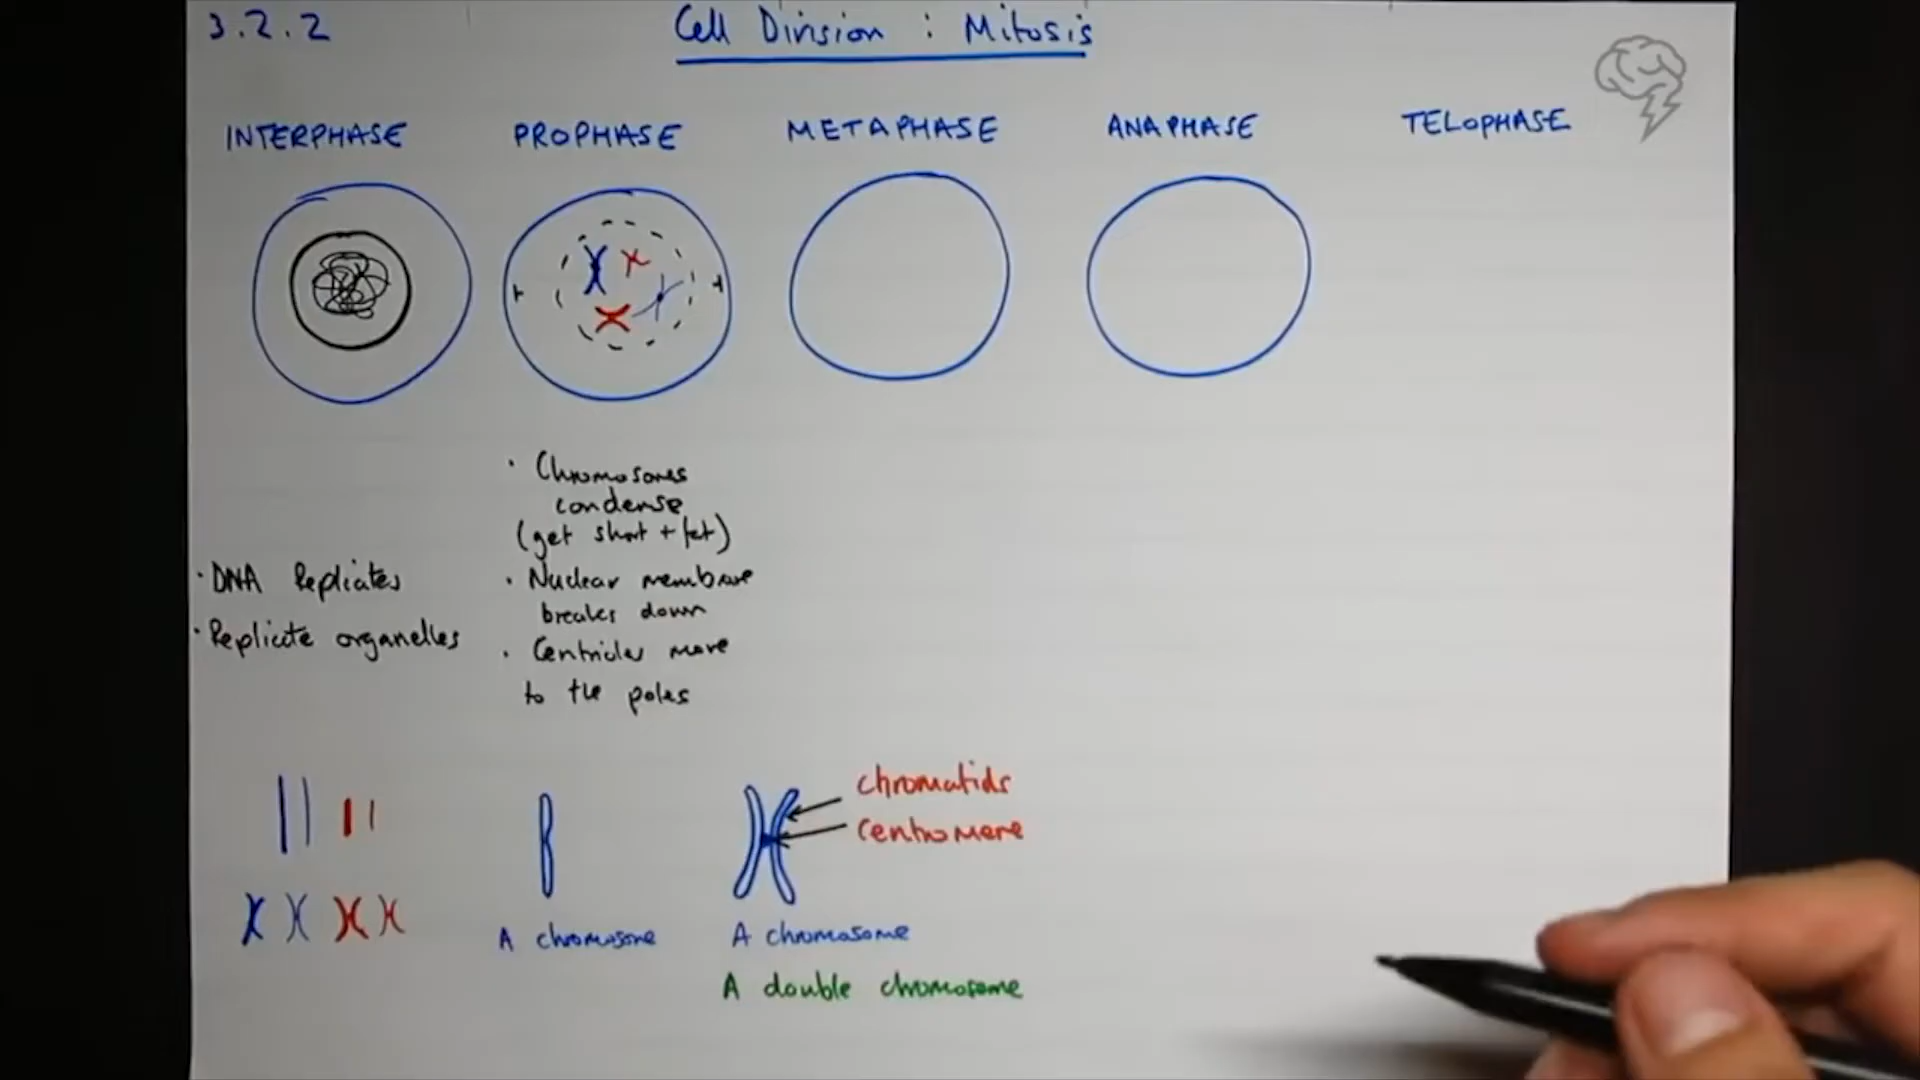 3.2.2
Cell Division : Mitosis
INTERPHASE
PROPHASE
METAPHASE
ANAPHASE
TELOPHASE
· DNA Replicates
· Replicate organelles
· Chromosomes
condense
(get short + fat)
· Nuclear membrane
breaks down
· Centrioles move
to the poles
chromatids
Centromere
A chromosome
A chromosome
A double chromosome